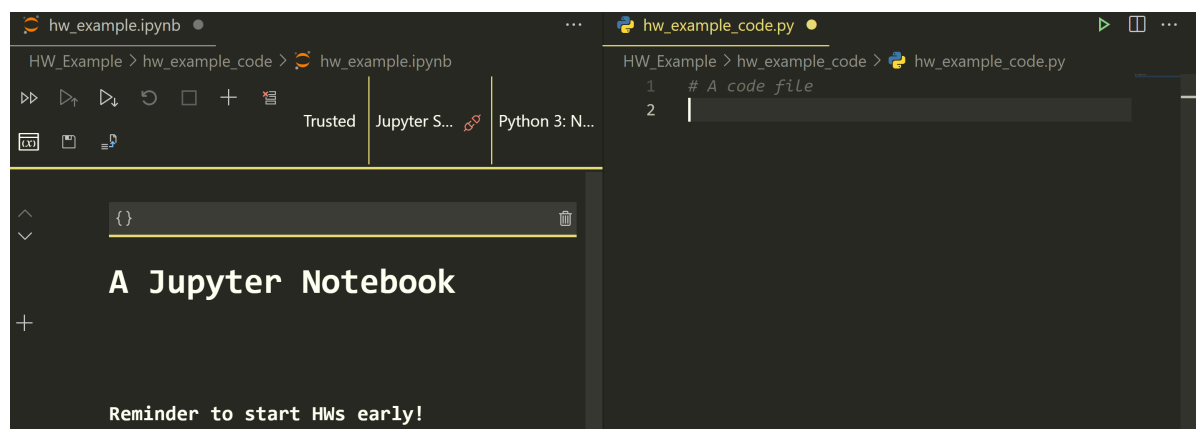 hw_example.ipynb
HW_Example > hw_example_code > hw_example.ipynb
Trusted
Jupyter S...
Python 3: N...
{}
A Jupyter Notebook
Reminder to start HWs early!
hw_example_code.py
HW_Example > hw_example_code > hw_example_code.py
1 # A code file
2